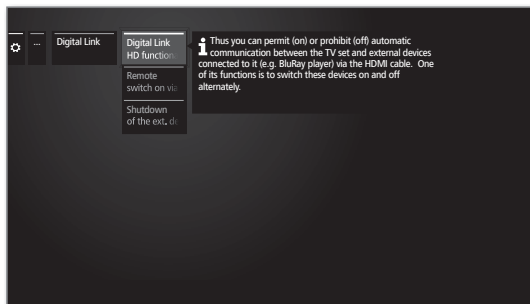 ...
Digital Link
Digital Link
HD function
Remote
switch on via
Shutdown
of the ext. de
Thus you can permit (on) or prohibit (off) automatic
communication between the TV set and external devices
connected to it (e.g. BluRay player) via the HDMI cable. One
of its functions is to switch these devices on and off
alternately.